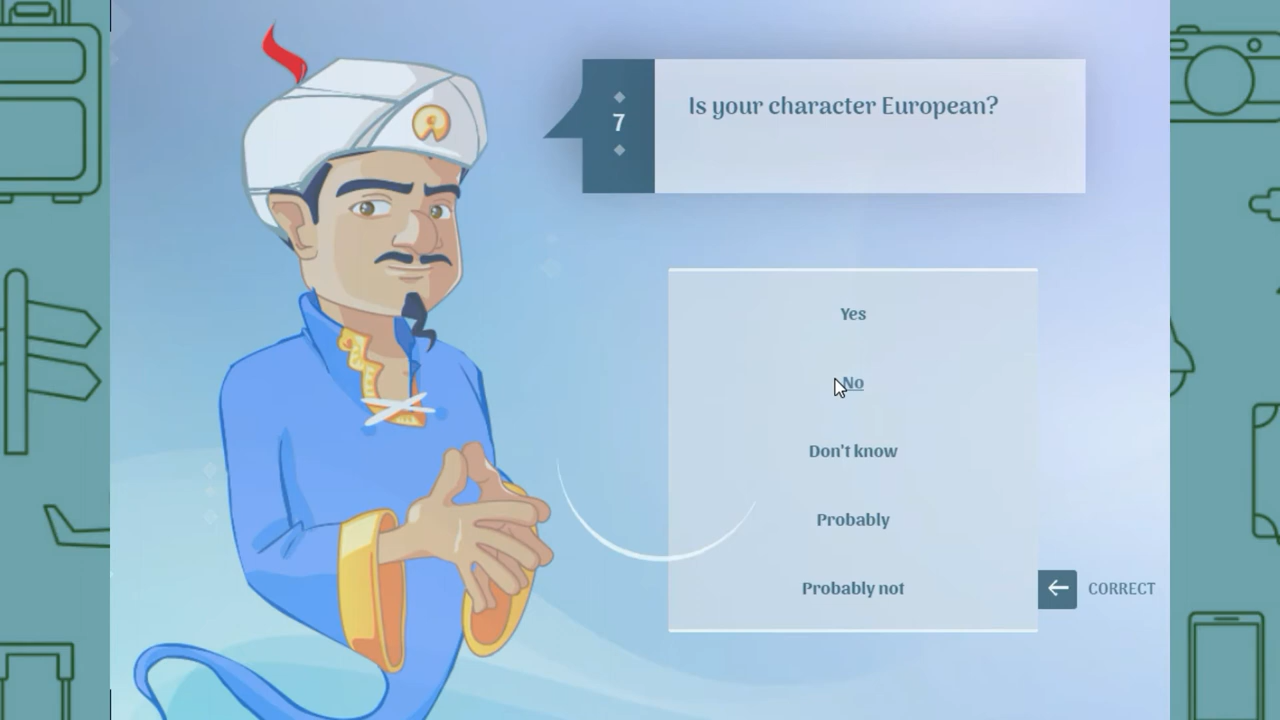 7
Is your character European?
Yes
No
Don't know
Probably
Probably not
CORRECT